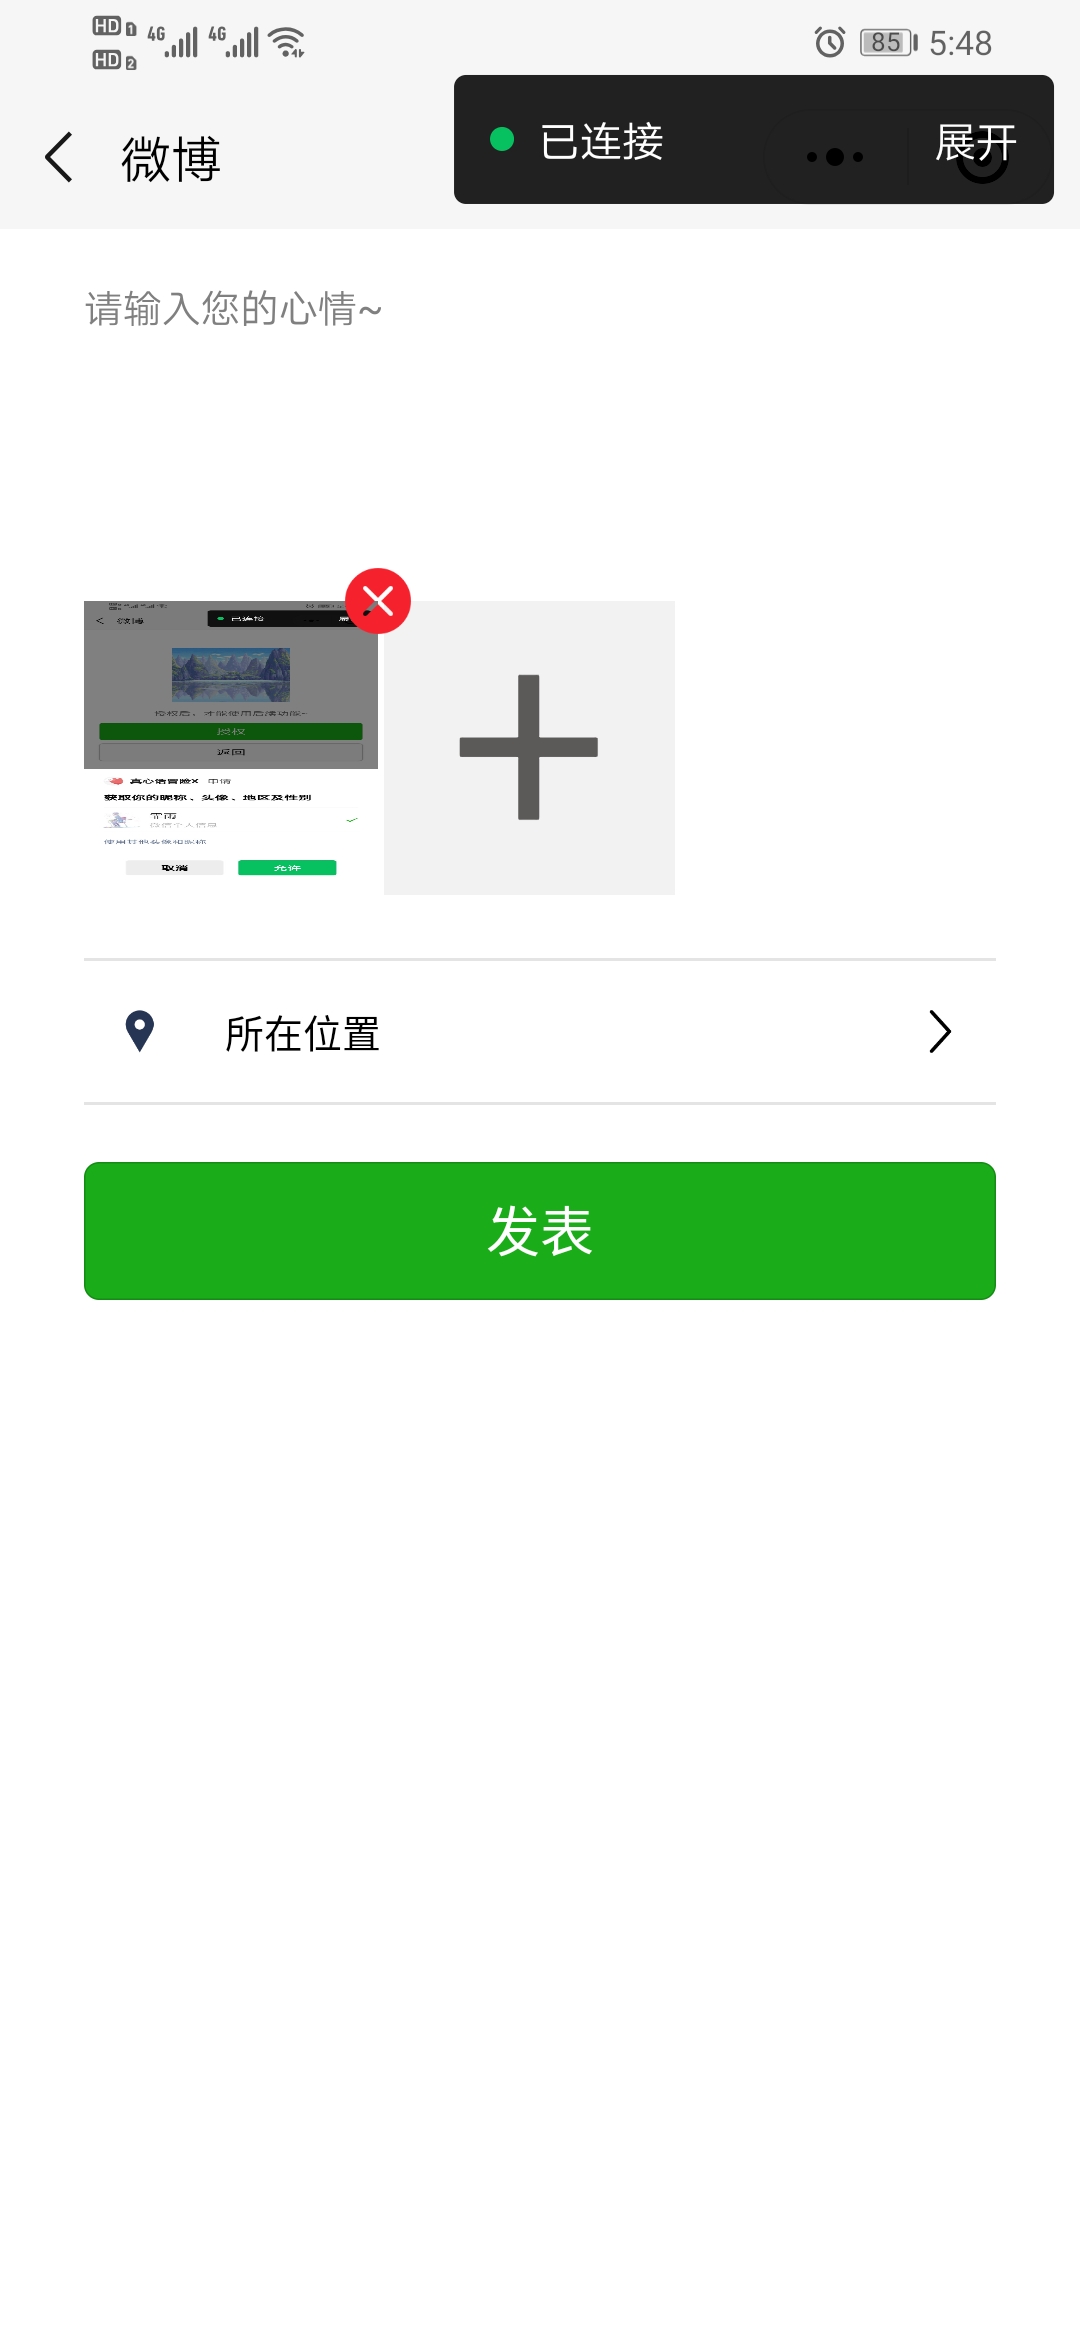 HD 1 4G 4G 85 5:48
HD 2
微博
已连接 展开
请输入您的心情~
微博
已连接
授权后，才能使用后续功能~
授权
返回
真心话冒险X 申请
获取你的昵称、头像、地区及性别
微信个人信息
使用其他头像和昵称
取消 允许
所在位置
发表